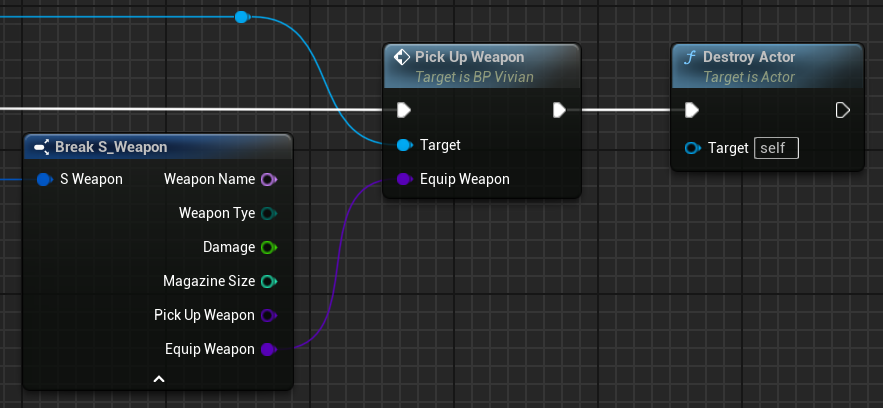 Pick Up Weapon
Target is BP Vivian
Target
Equip Weapon
Destroy Actor
Target is Actor
Target self
Break S_Weapon
S Weapon Weapon Name
Weapon Tye
Damage
Magazine Size
Pick Up Weapon
Equip Weapon